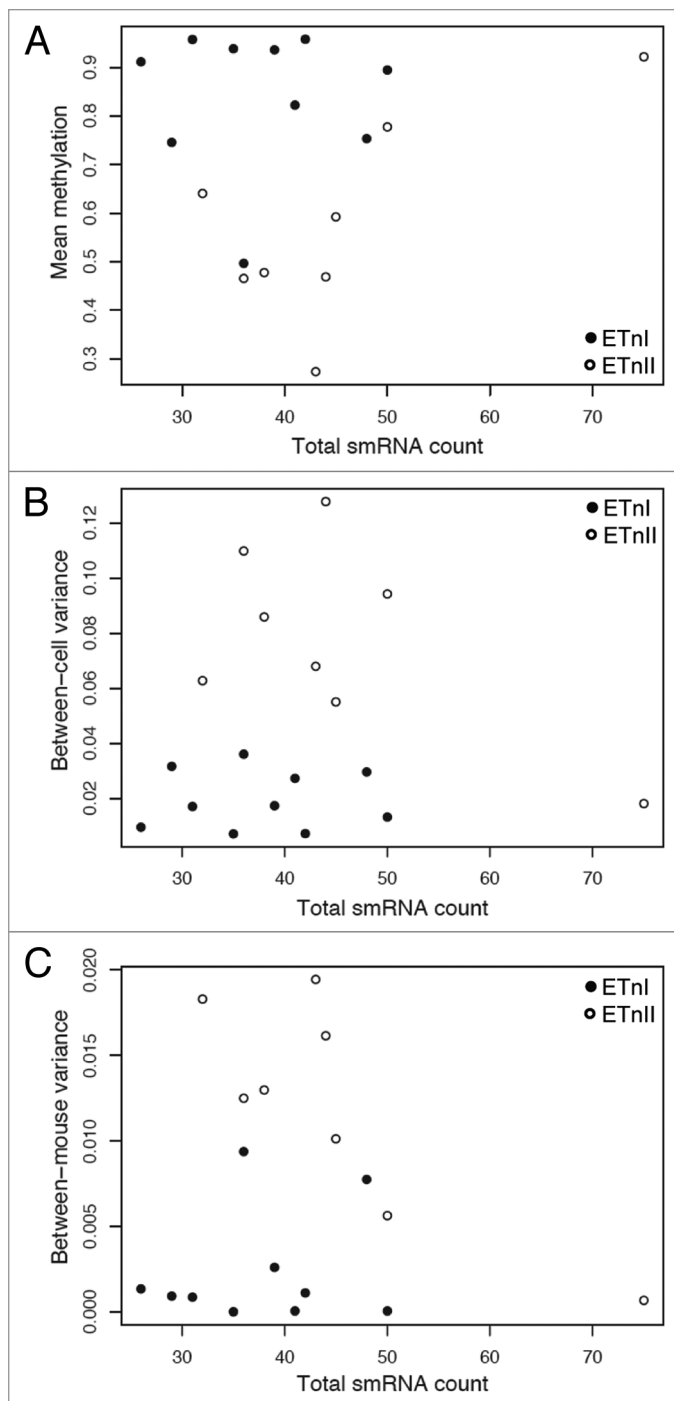 A
Mean methylation
0.9
0.8
0.7
0.6
0.5
0.4
0.3
ETnI
ETnII
30 40 50 60 70
Total smRNA count
B
Between-cell variance
0.12
0.10
0.08
0.06
0.04
0.02
ETnI
ETnII
30 40 50 60 70
Total smRNA count
C
Between-mouse variance
0.020
0.015
0.010
0.005
0.000
ETnI
ETnII
30 40 50 60 70
Total smRNA count